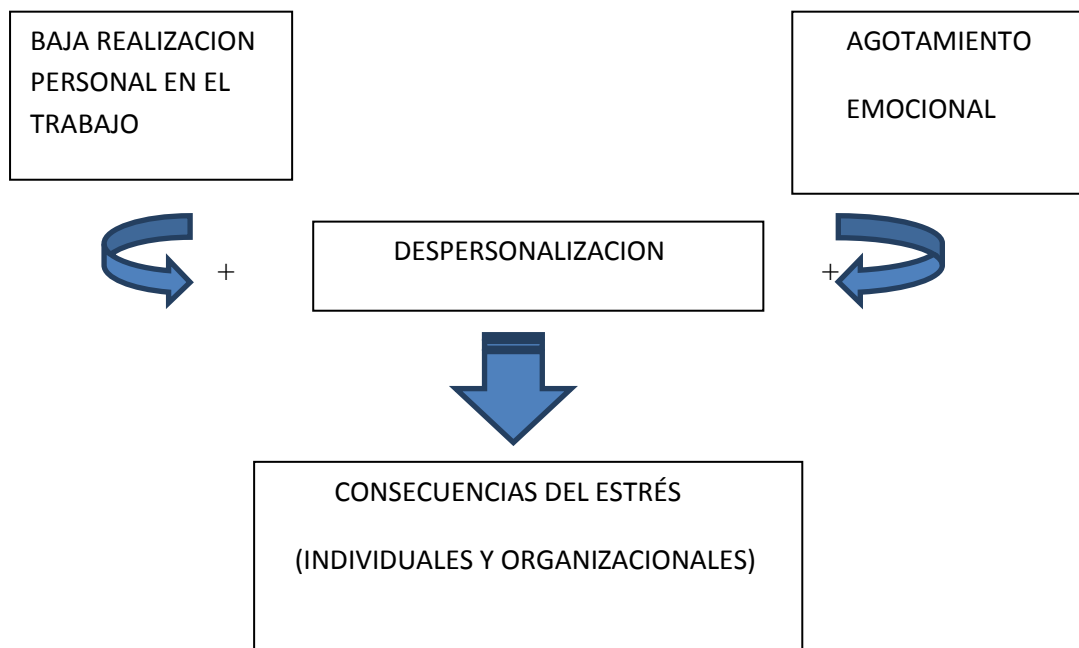 BAJA REALIZACION
PERSONAL EN EL
TRABAJO
AGOTAMIENTO
EMOCIONAL
+
DESPERSONALIZACION
+
CONSECUENCIAS DEL ESTRÉS
(INDIVIDUALES Y ORGANIZACIONALES)